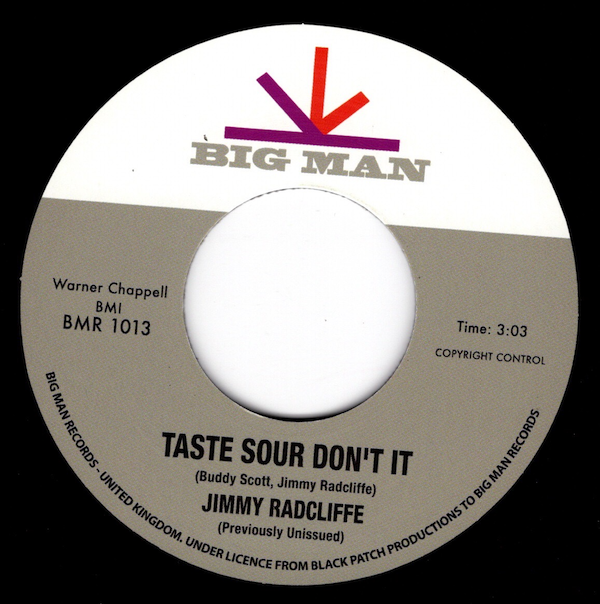 BIG MAN
Warner Chappell
BMI
BMR 1013
Time: 3:03
COPYRIGHT CONTROL
TASTE SOUR DON'T IT
(Buddy Scott, Jimmy Radcliffe)
JIMMY RADCLIFFE
(Previously Unissued)
BIG MAN RECORDS - UNITED KINGDOM. UNDER LICENCE FROM BLACK PATCH PRODUCTIONS TO BIG MAN RECORDS